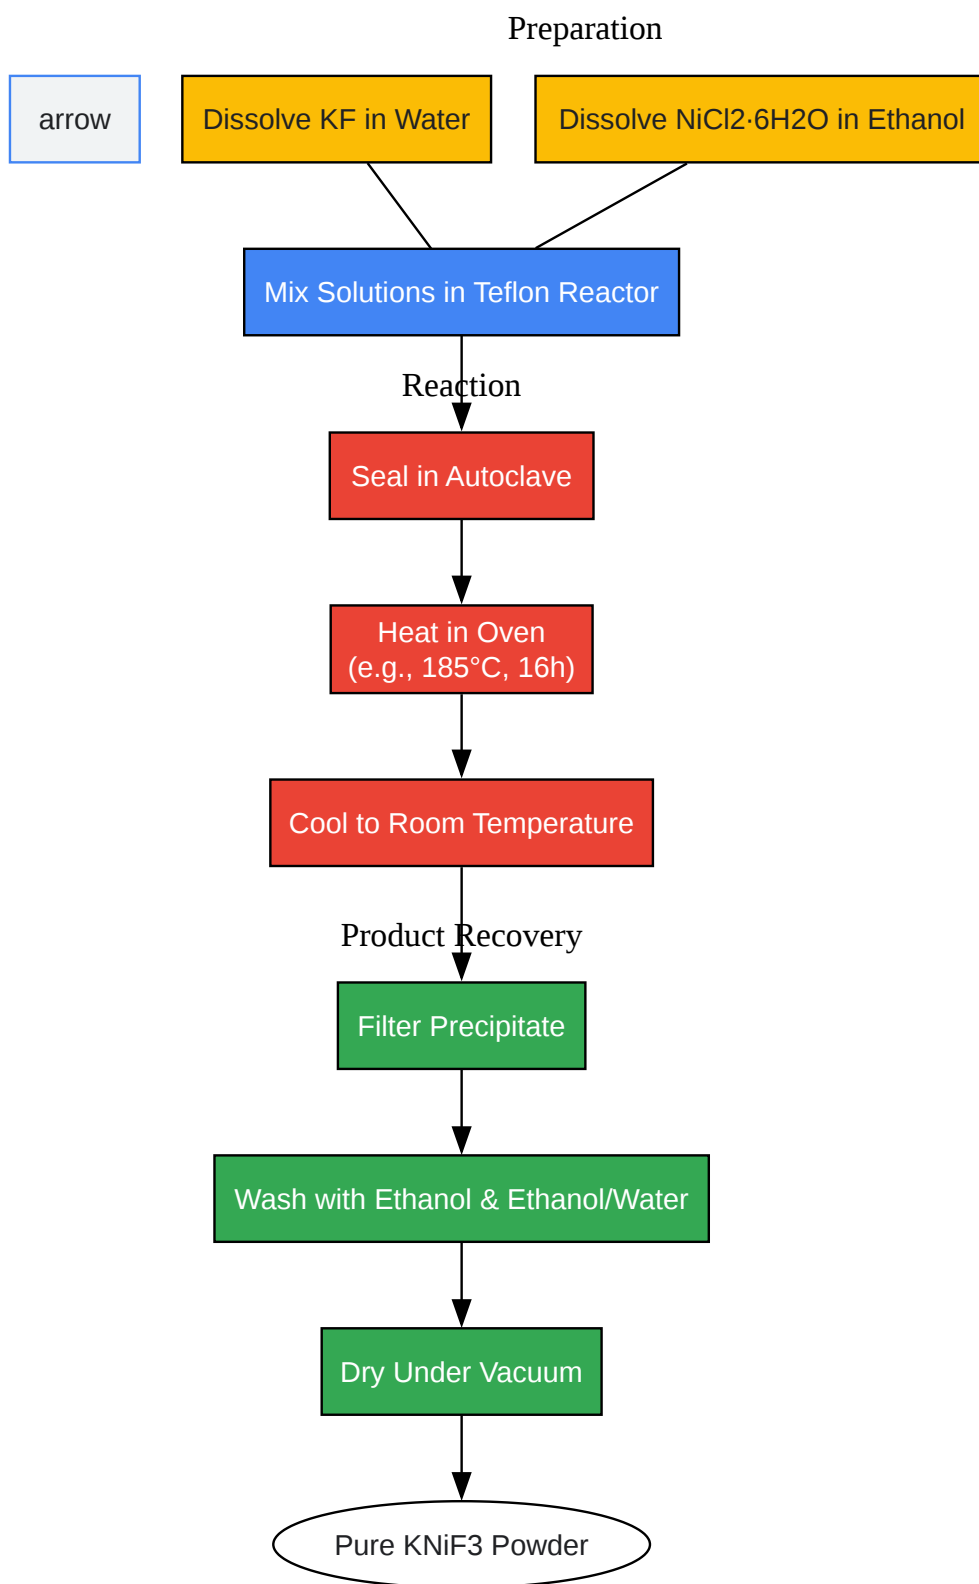 Preparation
arrow
Dissolve KF in Water
Dissolve NiCl2·6H2O in Ethanol
Mix Solutions in Teflon Reactor
Reaction
Seal in Autoclave
Heat in Oven
(e.g., 185°C, 16h)
Cool to Room Temperature
Product Recovery
Filter Precipitate
Wash with Ethanol & Ethanol/Water
Dry Under Vacuum
Pure KNiF3 Powder